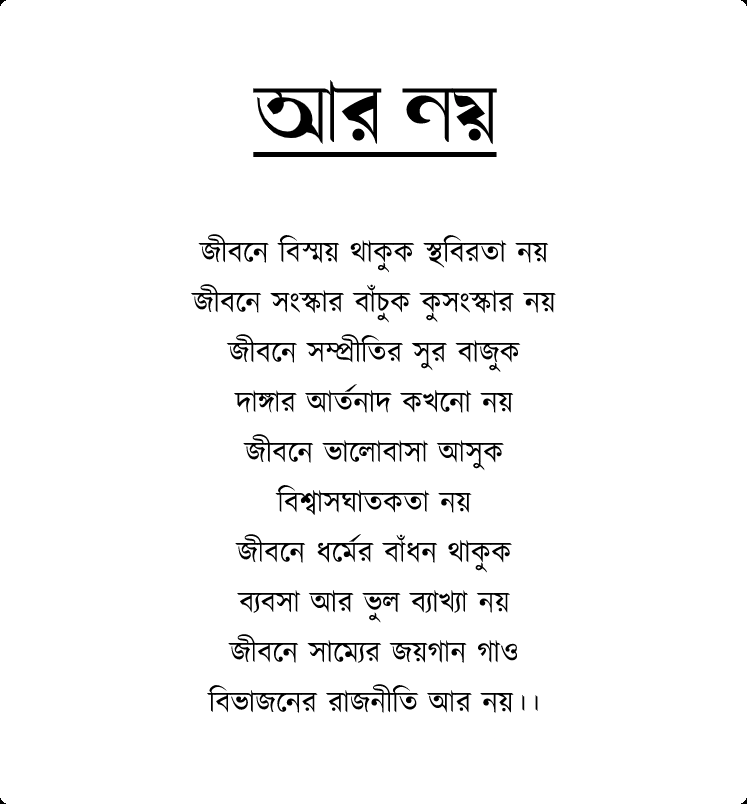 আর নয়
জীবনে বিস্ময় থাকুক স্থবিরতা নয়
জীবনে সংস্কার বাঁচুক কুসংস্কার নয়
জীবনে সম্প্রীতির সুর বাজুক
দাঙ্গার আর্তনাদ কখনো নয়
জীবনে ভালোবাসা আসুক
বিশ্বাসঘাতকতা নয়
জীবনে ধর্মের বাঁধন থাকুক
ব্যবসা আর ভুল ব্যাখ্যা নয়
জীবনে সাম্যের জয়গান গাও
বিভাজনের রাজনীতি আর নয়।।